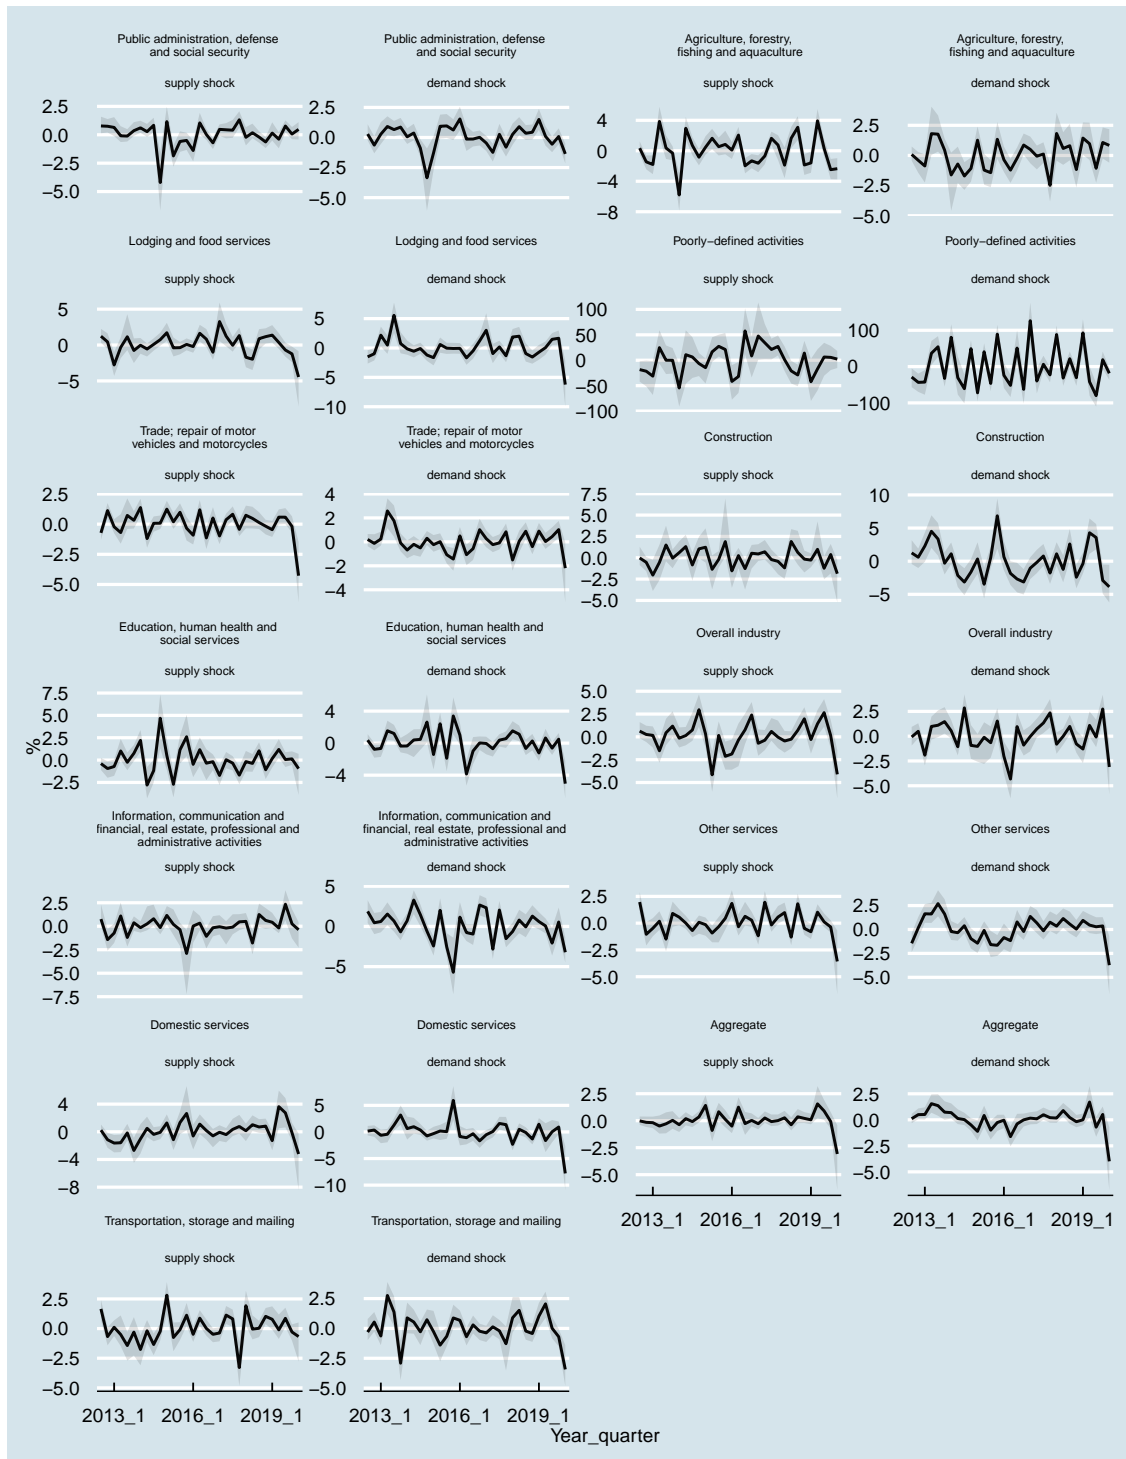 Public administration, defense
and social security
Public administration, defense
and social security
Agriculture, forestry,
fishing and aquaculture
Agriculture, forestry,
fishing and aquaculture
supply shock
demand shock
supply shock
demand shock
2.5
0.0
−2.5
−5.0
2.5
0.0
−2.5
−5.0
4
0
−4
−8
2.5
0.0
−2.5
−5.0
Lodging and food services
Lodging and food services
Poorly−defined activities
Poorly−defined activities
supply shock
demand shock
supply shock
demand shock
5
0
−5
5
0
−5
−10
100
50
0
−50
−100
100
0
−100
Trade; repair of motor
vehicles and motorcycles
Trade; repair of motor
vehicles and motorcycles
Construction
Construction
supply shock
demand shock
supply shock
demand shock
2.5
0.0
−2.5
−5.0
4
2
0
−2
−4
7.5
5.0
2.5
0.0
−2.5
−5.0
10
5
0
−5
Education, human health and
social services
Education, human health and
social services
Overall industry
Overall industry
supply shock
demand shock
supply shock
demand shock
7.5
5.0
2.5
0.0
−2.5
4
0
−4
5.0
2.5
0.0
−2.5
−5.0
2.5
0.0
−2.5
−5.0
%
Information, communication and
financial, real estate, professional and
administrative activities
Information, communication and
financial, real estate, professional and
administrative activities
Other services
Other services
supply shock
demand shock
supply shock
demand shock
2.5
0.0
−2.5
−5.0
−7.5
5
0
−5
2.5
0.0
−2.5
−5.0
2.5
0.0
−2.5
−5.0
Domestic services
Domestic services
Aggregate
Aggregate
supply shock
demand shock
supply shock
demand shock
4
0
−4
−8
5
0
−5
−10
2.5
0.0
−2.5
−5.0
2.5
0.0
−2.5
−5.0
2013_1 2016_1 2019_1
2013_1 2016_1 2019_1
Transportation, storage and mailing
Transportation, storage and mailing
supply shock
demand shock
2.5
0.0
−2.5
−5.0
2.5
0.0
−2.5
−5.0
2013_1 2016_1 2019_1
2013_1 2016_1 2019_1
Year_quarter